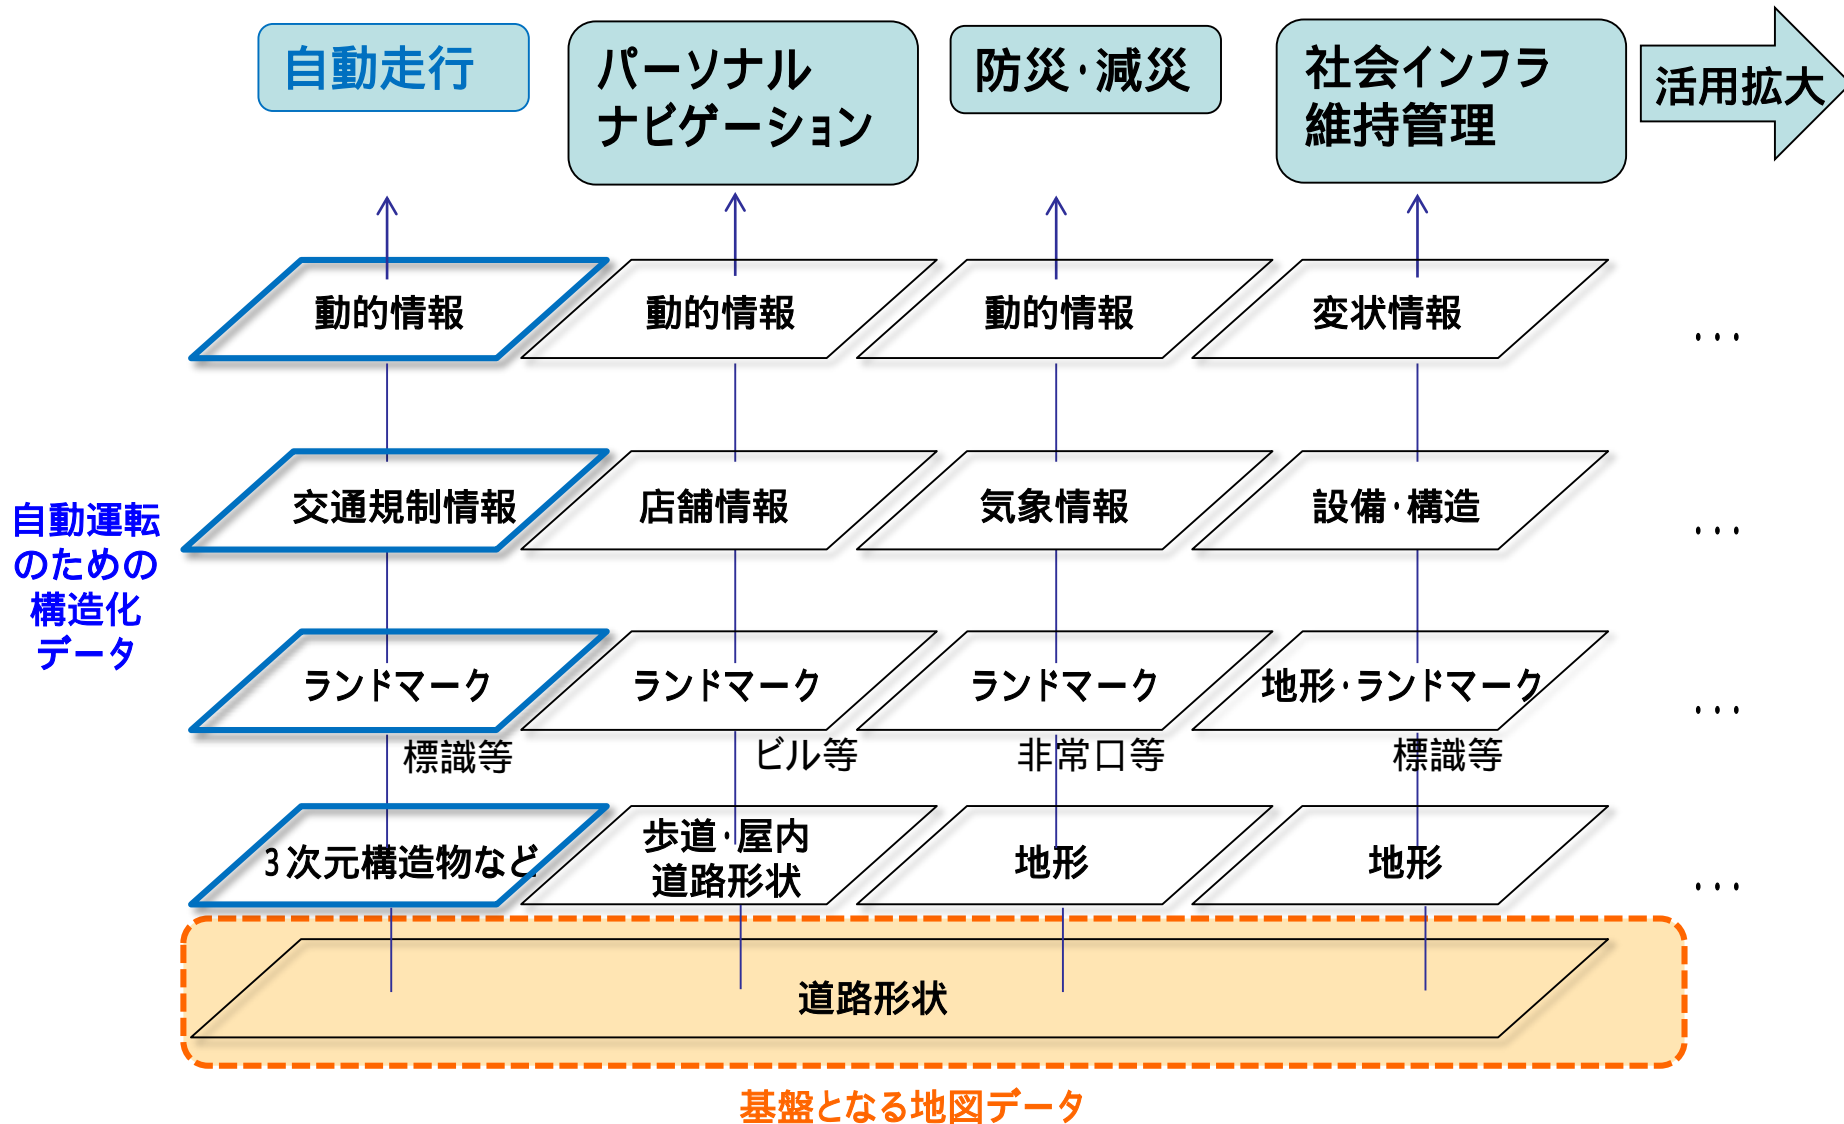 自動走行
パーソナル
ナビゲーション
防災・減災
社会インフラ
維持管理
活用拡大
動的情報
動的情報
動的情報
変状情報
・・・
自動運転
のための
構造化
データ
交通規制情報
店舗情報
気象情報
設備・構造
・・・
ランドマーク
ランドマーク
ランドマーク
地形・ランドマーク
・・・
標識等
ビル等
非常口等
標識等
3次元構造物など
歩道・屋内
道路形状
地形
地形
・・・
道路形状
基盤となる地図データ